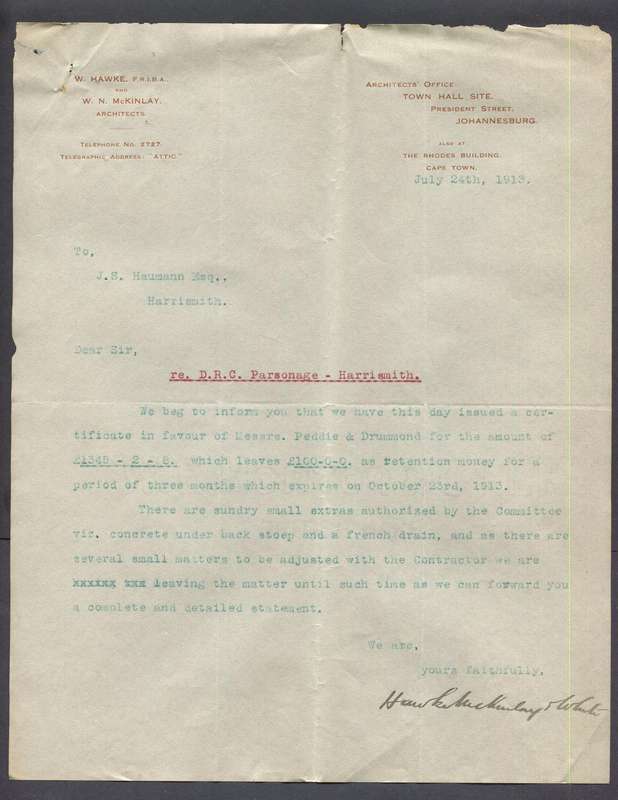 W. HAWKE, F.R.I.B.A.
AND
W. N. McKINLAY.
ARCHITECTS.
TELEPHONE NO. 2727.
TELEGRAPHIC ADDRESS: "ATTIC."
ARCHITECTS' OFFICE
TOWN HALL SITE,
PRESIDENT STREET,
JOHANNESBURG.
ALSO AT
THE RHODES BUILDING,
CAPE TOWN.
July 24th, 1913.
To,
J.S. Haumann Esq.,
Harrismith.
Dear Sir,
re. D.R.C. Parsonage - Harrismith.
We beg to inform you that we have this day issued a cer-
tificate in favour of Messrs. Peddie & Drummond for the amount of
£1345 - 2 - 8. which leaves £100-0-0. as retention money for a
period of three months which expires on October 23rd, 1913.
There are sundry small extras authorized by the Committee
viz. concrete under back stoep and a french drain, and as there are
several small matters to be adjusted with the Contractor we are
xxxxxx xxx leaving the matter until such time as we can forward you
a complete and detailed statement.
We are,
yours faithfully,
Hawke McKinlay & White